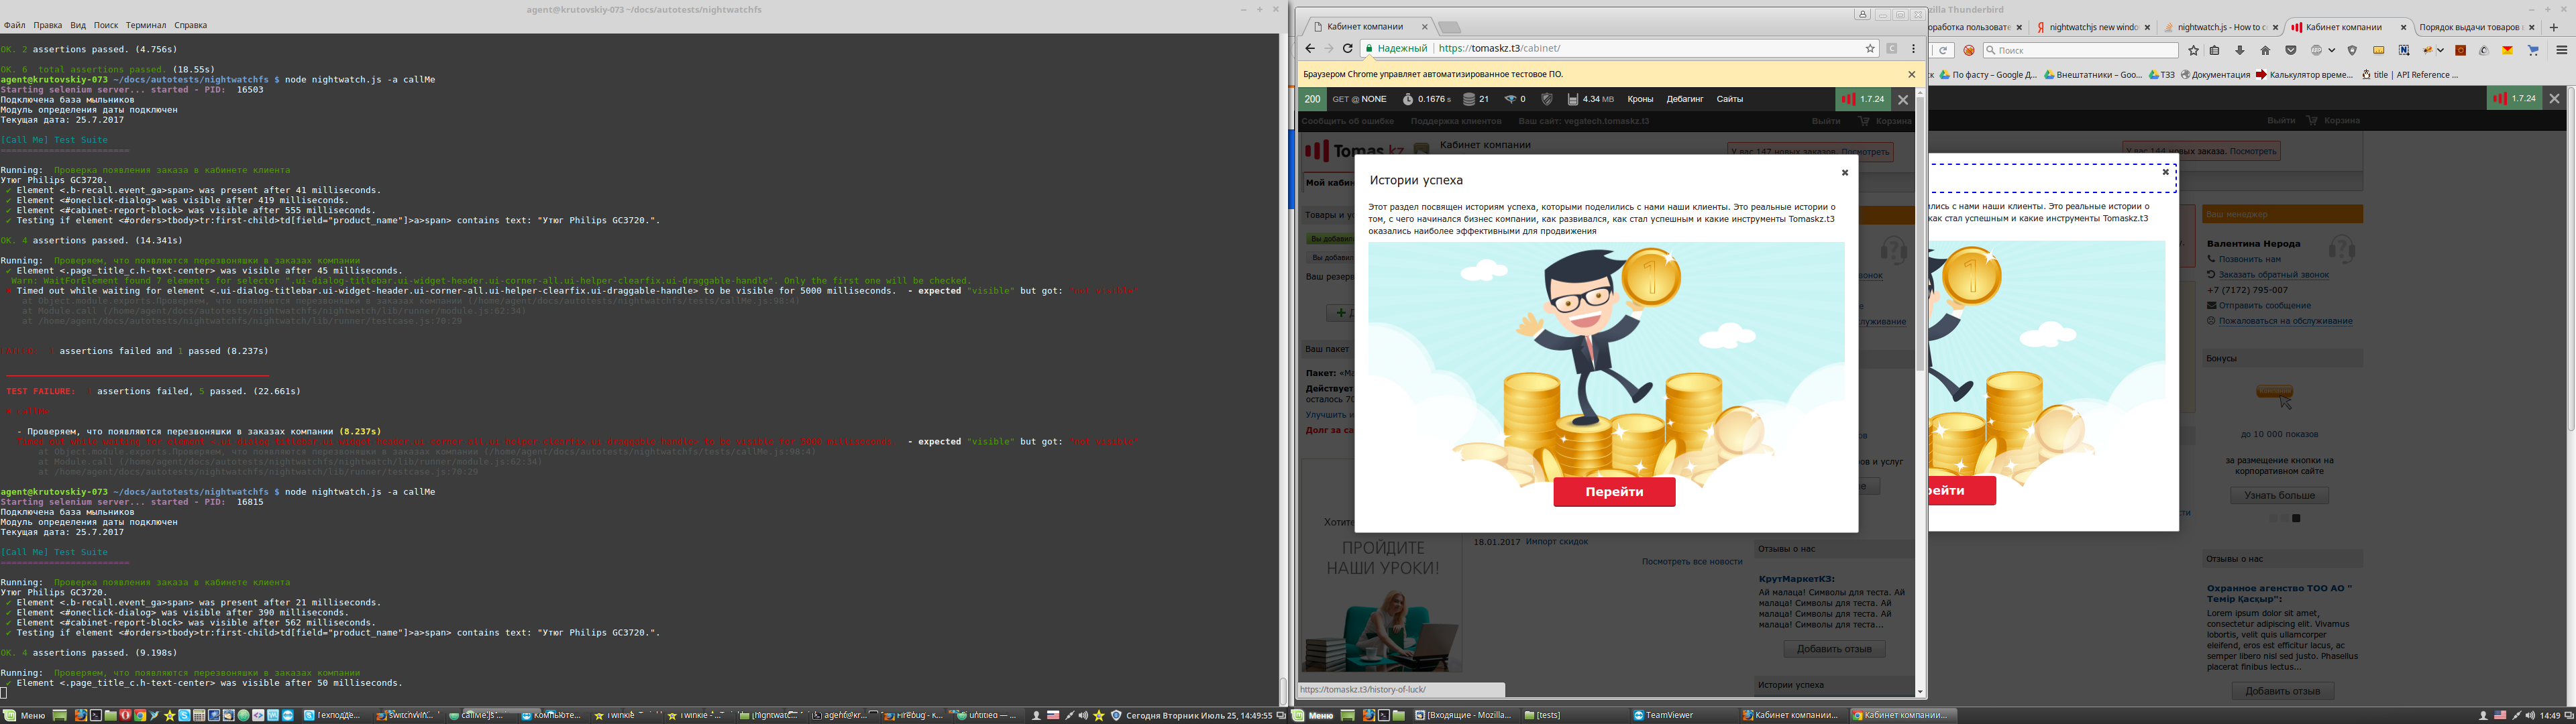 agent@krutovskiy-073 ~/docs/autotests/nightwatchfs
Файл Правка Вид Поиск Терминал Справка
OK. 2 assertions passed. (4.756s)
OK. 6 total assertions passed. (18.55s)
agent@krutovskiy-073 ~/docs/autotests/nightwatchfs $ node nightwatch.js -a callMe
Starting selenium server... started - PID: 16503
Подключена база мыльников
Модуль определения даты подключен
Текущая дата: 25.7.2017
[Call Me] Test Suite
========================
Running: Проверка появления заказа в кабинете клиента
Утюг Philips GC3720.
✔ Element <.b-recall.event_ga>span> was present after 41 milliseconds.
✔ Element <#oneclick-dialog> was visible after 419 milliseconds.
✔ Element <#cabinet-report-block> was visible after 555 milliseconds.
✔ Testing if element <#orders>tbody>tr:first-child>td[field="product_name"]>a>span> contains text: "Утюг Philips GC3720.".
OK. 4 assertions passed. (14.341s)
Running: Проверяем, что появляются перезвоняшки в заказах компании
✔ Element <.page_title_c.h-text-center> was visible after 45 milliseconds.
Warn: WaitForElement found 7 elements for selector ".ui-dialog-titlebar.ui-widget-header.ui-corner-all.ui-helper-clearfix.ui-draggable-handle". Only the first one will be checked.
Timed out while waiting for element <.ui-dialog-titlebar.ui-widget-header.ui-corner-all.ui-helper-clearfix.ui-draggable-handle> to be visible for 5000 milliseconds. - expected "visible" but got: "not visible"
at Object.module.exports.Проверяем, что появляются перезвоняшки в заказах компании (/home/agent/docs/autotests/nightwatchfs/tests/callMe.js:98:4)
at Module.call (/home/agent/docs/autotests/nightwatchfs/nightwatch/lib/runner/module.js:62:34)
at /home/agent/docs/autotests/nightwatchfs/nightwatch/lib/runner/testcase.js:70:29
FAILED: 1 assertions failed and 1 passed (8.237s)
TEST FAILURE: 1 assertions failed, 5 passed. (22.661s)
callMe
- Проверяем, что появляются перезвоняшки в заказах компании (8.237s)
Timed out while waiting for element <.ui-dialog-titlebar.ui-widget-header.ui-corner-all.ui-helper-clearfix.ui-draggable-handle> to be visible for 5000 milliseconds. - expected "visible" but got: "not visible"
at Object.module.exports.Проверяем, что появляются перезвоняшки в заказах компании (/home/agent/docs/autotests/nightwatchfs/tests/callMe.js:98:4)
at Module.call (/home/agent/docs/autotests/nightwatchfs/nightwatch/lib/runner/module.js:62:34)
at /home/agent/docs/autotests/nightwatchfs/nightwatch/lib/runner/testcase.js:70:29
agent@krutovskiy-073 ~/docs/autotests/nightwatchfs $ node nightwatch.js -a callMe
Starting selenium server... started - PID: 16815
Подключена база мыльников
Модуль определения даты подключен
Текущая дата: 25.7.2017
[Call Me] Test Suite
========================
Running: Проверка появления заказа в кабинете клиента
Утюг Philips GC3720.
✔ Element <.b-recall.event_ga>span> was present after 21 milliseconds.
✔ Element <#oneclick-dialog> was visible after 390 milliseconds.
✔ Element <#cabinet-report-block> was visible after 562 milliseconds.
✔ Testing if element <#orders>tbody>tr:first-child>td[field="product_name"]>a>span> contains text: "Утюг Philips GC3720.".
OK. 4 assertions passed. (9.198s)
Running: Проверяем, что появляются перезвоняшки в заказах компании
✔ Element <.page_title_c.h-text-center> was visible after 50 milliseconds.
Меню
Сегодня Вторник Июль 25, 14:49:55
Кабинет компании
Надежный https://tomaskz.t3/cabinet/
Браузером Chrome управляет автоматизированное тестовое ПО.
200 GET @ NONE 0.1676 s 21 0 4.34 MB Кроны Дебагинг Сайты 1.7.24
Сообщить об ошибке Поддержка клиентов Ваш сайт: vegatech.tomaskz.t3 Выйти Корзина
Tomas.kz Кабинет компании У вас 147 новых заказов. Посмотреть
Мой кабин
Товары и у
Вы добавил
Вы добавил
Ваш резер
Ваш пакет
Пакет: «Мо
Действует
осталось 70
Улучшить и
Долг за са
Истории успеха
Этот раздел посвящен историям успеха, которыми поделились с нами наши клиенты. Это реальные истории о
том, с чего начинался бизнес компании, как развивался, как стал успешным и какие инструменты Tomaskz.t3
оказались наиболее эффективными для продвижения
1
Перейти
Хотите
ПРОЙДИТЕ
НАШИ УРОКИ!
18.01.2017 Импорт скидок
Посмотреть все новости
Отзывы о нас
КрутМаркетКЗ:
Ай малаца! Символы для теста. Ай
малаца! Символы для теста. Ай
малаца! Символы для теста. Ай
малаца! Символы для теста...
Добавить отзыв
Истории успеха
https://tomaskz.t3/history-of-luck/
Mozilla Thunderbird
nightwatchjs new windo
nightwatch.js - How to c
Кабинет компании
Порядок выдачи товаров
Поиск
По фасту – Google Д...
Внештатники – Goo...
ТЗЗ
Документация
Калькулятор време...
title | API Reference ...
1.7.24
Выйти Корзина
У вас 144 новых заказа. Посмотреть
лись с нами наши клиенты. Это реальные истории о
как стал успешным и какие инструменты Tomaskz.t3
1
рейти
Ваш менеджер
Валентина Нерода
Позвонить нам
Заказать обратный звонок
+7 (7172) 795-007
Отправить сообщение
Пожаловаться на обслуживание
Бонусы
до 10 000 показов
за размещение кнопки на
корпоративном сайте
Узнать больше
Отзывы о нас
Охранное агенство ТОО АО "
Темір Қасқыр":
Lorem ipsum dolor sit amet,
consectetur adipiscing elit. Vivamus
lobortis, velit quis ullamcorper
eleifend, eros est efficitur lacus, ac
semper libero nisl sed justo. Phasellus
placerat finibus lectus...
Добавить отзыв
Меню
[Входящие - Mozilla...
[tests]
TeamViewer
Кабинет компании...
Кабинет компании...
14:49